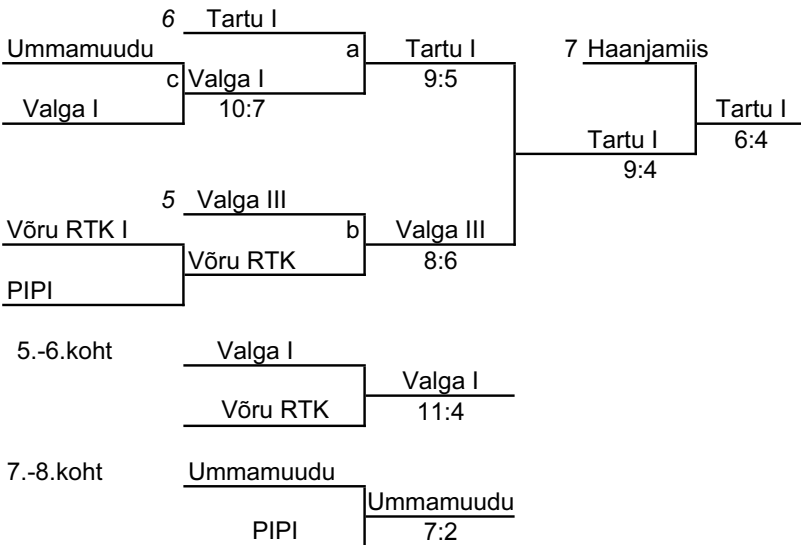 6 Tartu I
Ummamuudu a Tartu I 7 Haanjamiis
c Valga I 9:5
Valga I 10:7 Tartu I
Tartu I 6:4
9:4
5 Valga III
Võru RTK I b Valga III
Võru RTK 8:6
PIPI
5.-6.koht Valga I
Valga I
Võru RTK 11:4
7.-8.koht Ummamuudu
Ummamuudu
PIPI 7:2